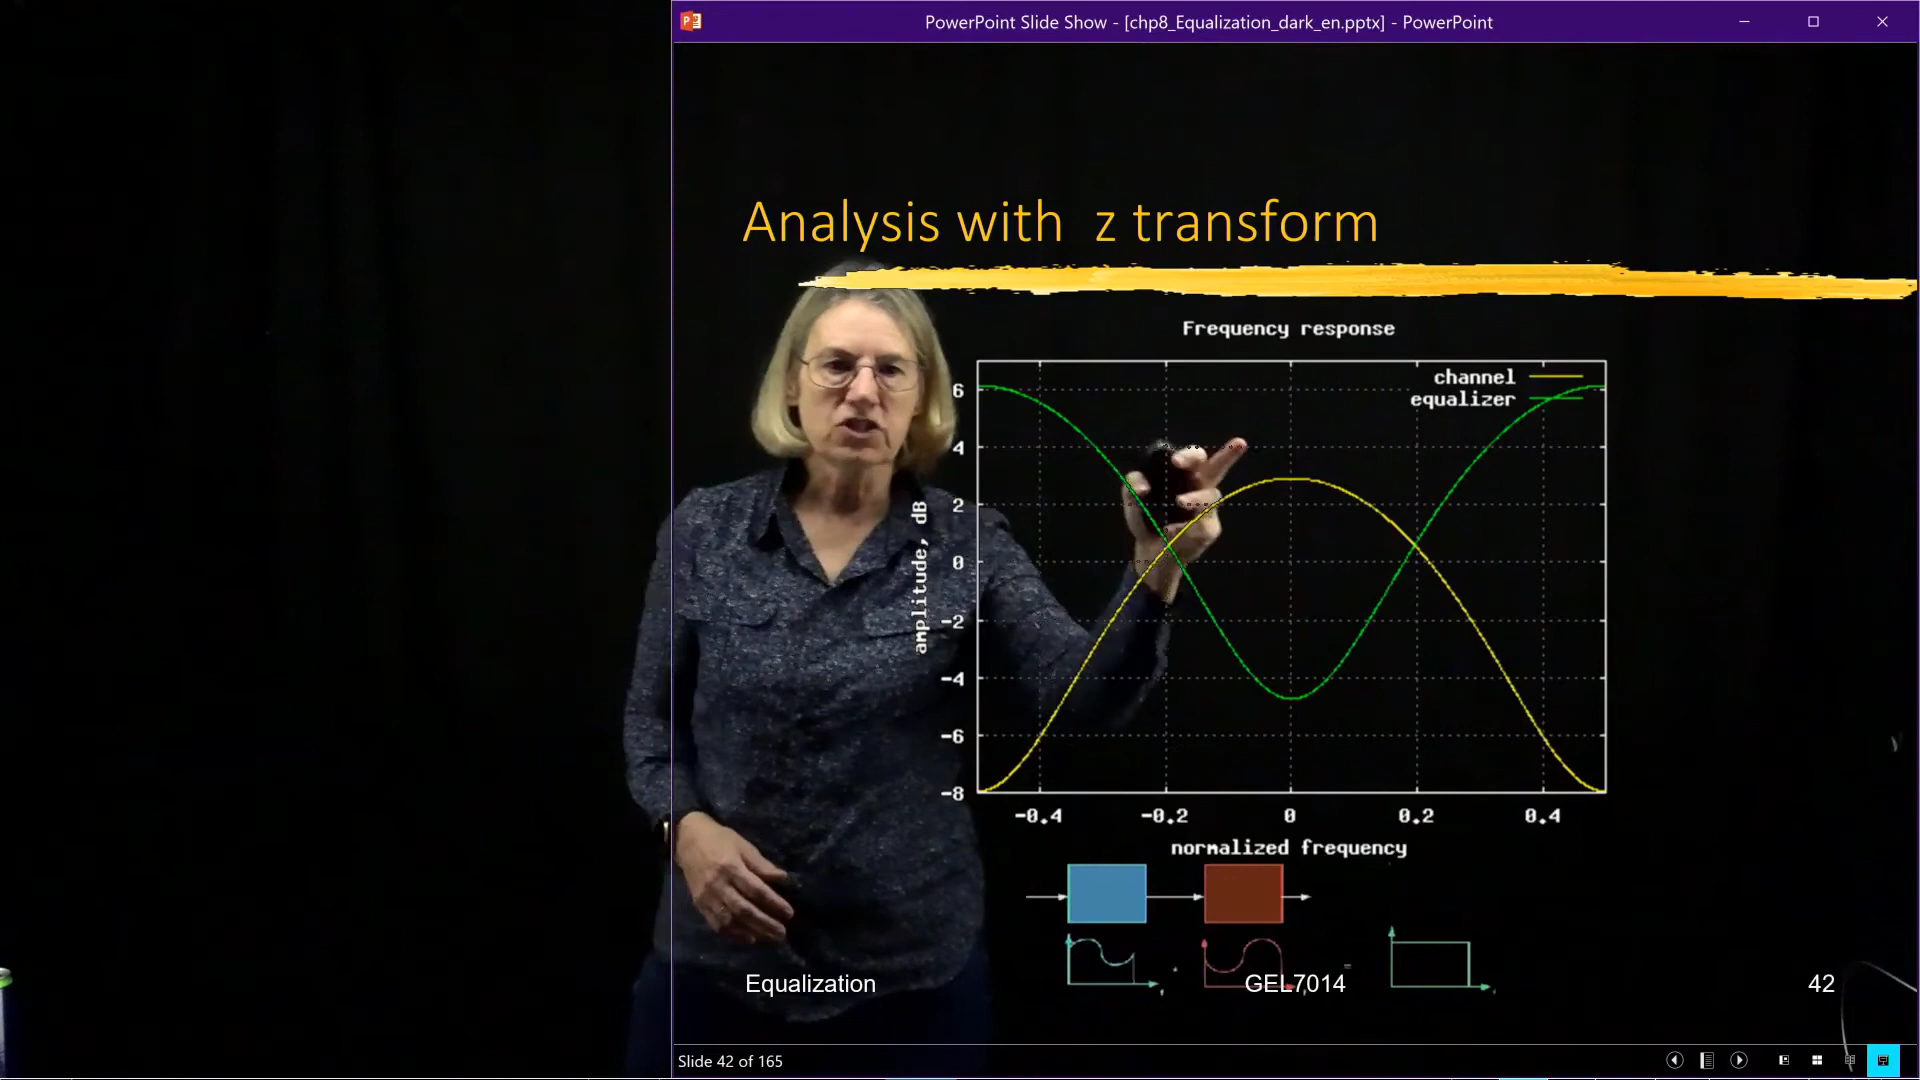 PowerPoint Slide Show - [chp8_Equalization_dark_en.pptx] - PowerPoint
Analysis with z transform
Frequency response
channel
equalizer
amplitude, dB
6
4
2
0
-2
-4
-6
-8
-0.4 -0.2 0 0.2 0.4
normalized frequency
Equalization
GEL7014
42
Slide 42 of 165